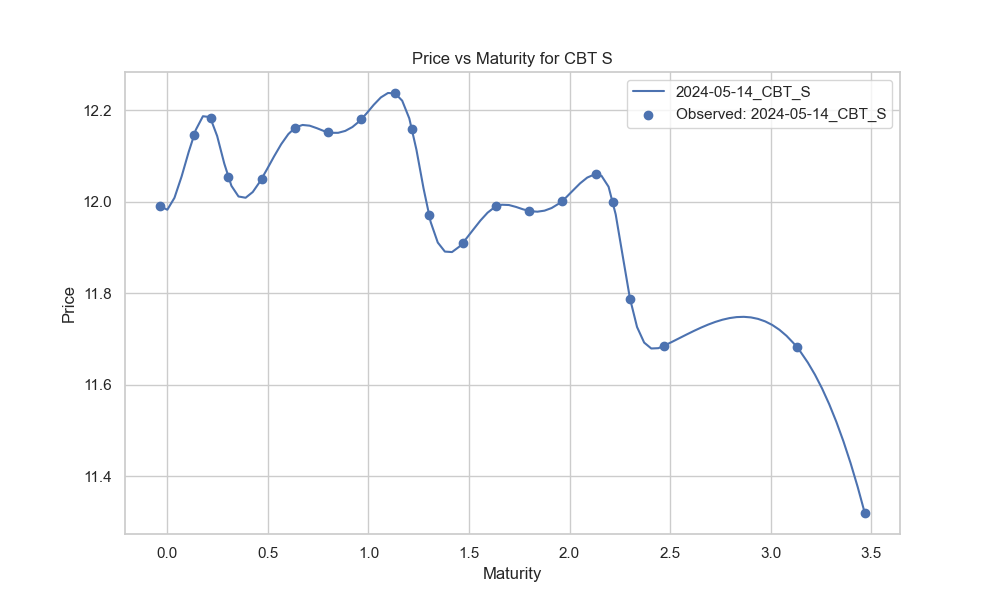 Price vs Maturity for CBT S
2024-05-14_CBT_S
Observed: 2024-05-14_CBT_S
12.2
12.0
11.8
11.6
11.4
Price
0.0 0.5 1.0 1.5 2.0 2.5 3.0 3.5
Maturity